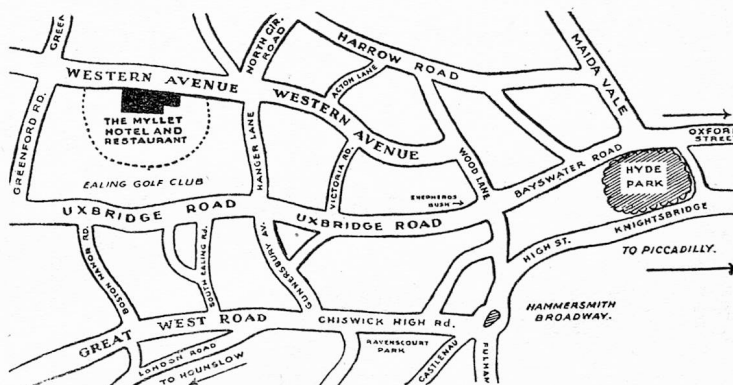 GREEN
NORTH CIR.
ROAD
HARROW ROAD
MAIDA VALE
WESTERN AVENUE
ACTON LANE
WESTERN AVENUE
OXFORD
STREET
GREENFORD RD.
THE MYLLET
HOTEL AND
RESTAURANT
HANGER LANE
VICTORIA RD.
WOOD LANE
BAYSWATER ROAD
HYDE
PARK
EALING GOLF CLUB
SHEPHERDS
BUSH
UXBRIDGE ROAD
UXBRIDGE ROAD
KNIGHTSBRIDGE
HIGH ST.
TO PICCADILLY.
BOSTON MANOR RD.
SOUTH EALING RD.
GUNNERSBURY AV.
GREAT WEST ROAD
CHISWICK HIGH RD.
HAMMERSMITH
BROADWAY.
RAVENSCOURT
PARK
LONDON ROAD
TO HOUNSLOW
CASTLENAU
FULHAM